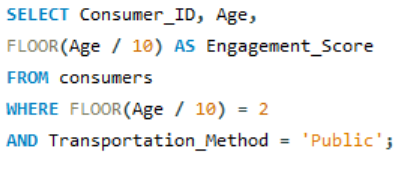 SELECT Consumer_ID, Age,
FLOOR(Age / 10) AS Engagement_Score
FROM consumers
WHERE FLOOR(Age / 10) = 2
AND Transportation_Method = 'Public';